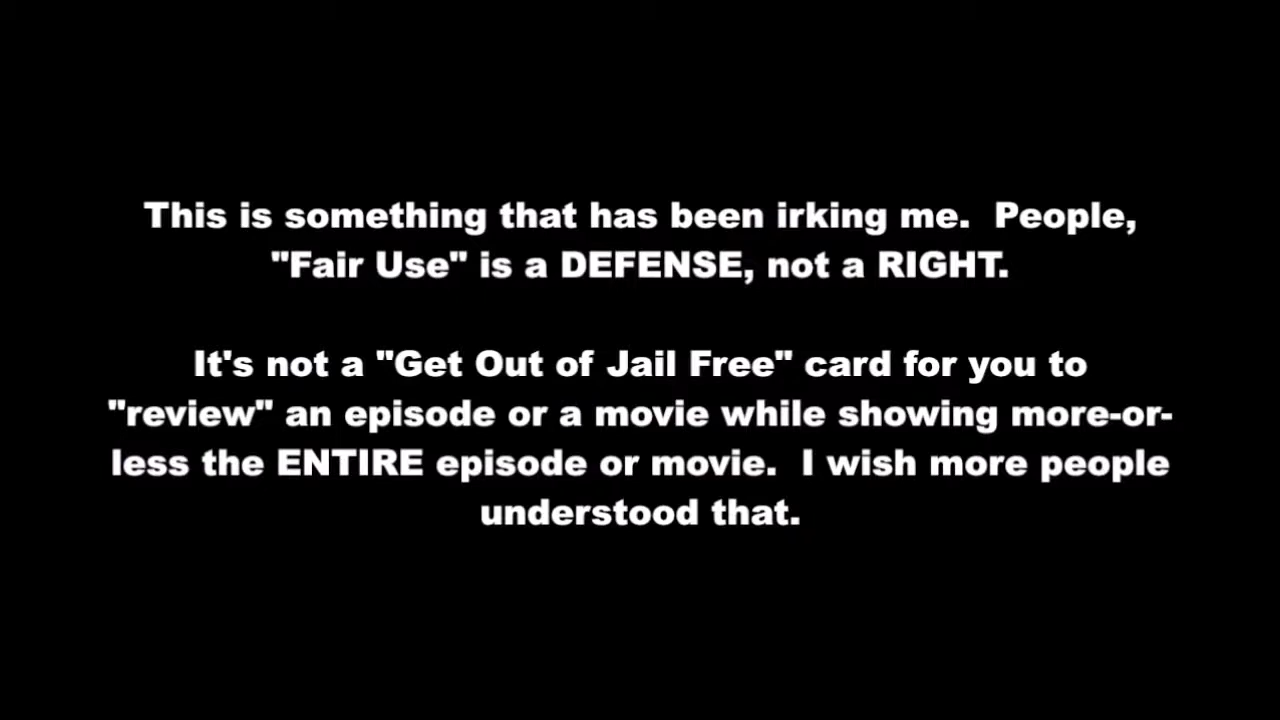 This is something that has been irking me.  People,
"Fair Use" is a DEFENSE, not a RIGHT.
It's not a "Get Out of Jail Free" card for you to
"review" an episode or a movie while showing more-or-
less the ENTIRE episode or movie.  I wish more people
understood that.